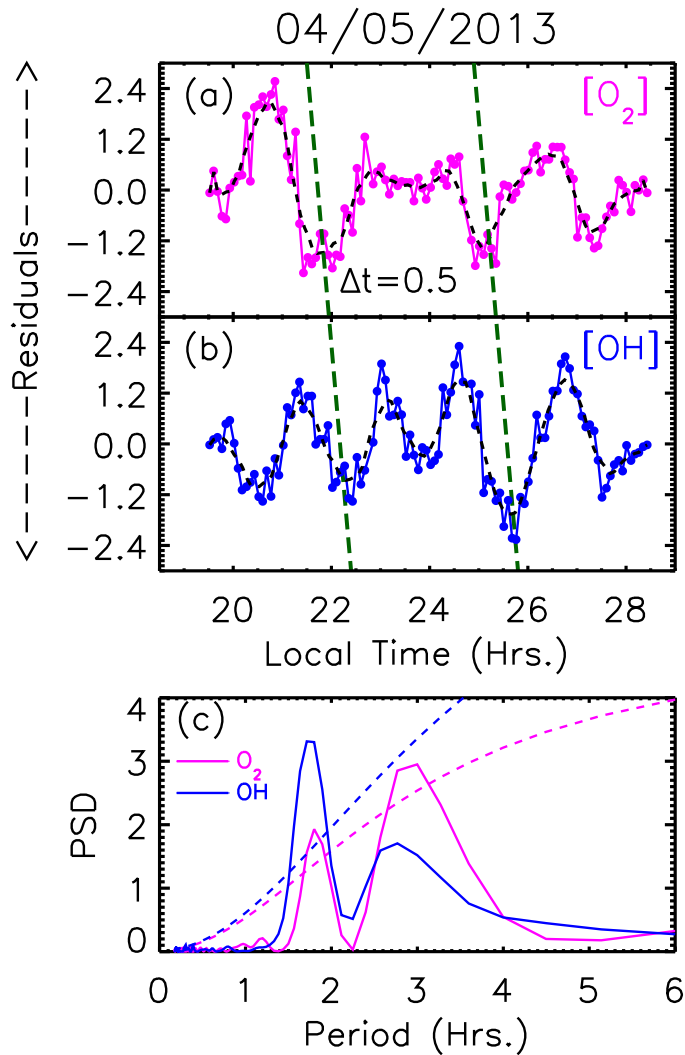 04/05/2013
<------Residuals------>
(a)
[O₂]
2.4
1.2
0.0
−1.2
−2.4
Δt=0.5
(b)
[OH]
2.4
1.2
0.0
−1.2
−2.4
20 22 24 26 28
Local Time (Hrs.)
(c)
O₂
OH
PSD
4
3
2
1
0
0 1 2 3 4 5 6
Period (Hrs.)